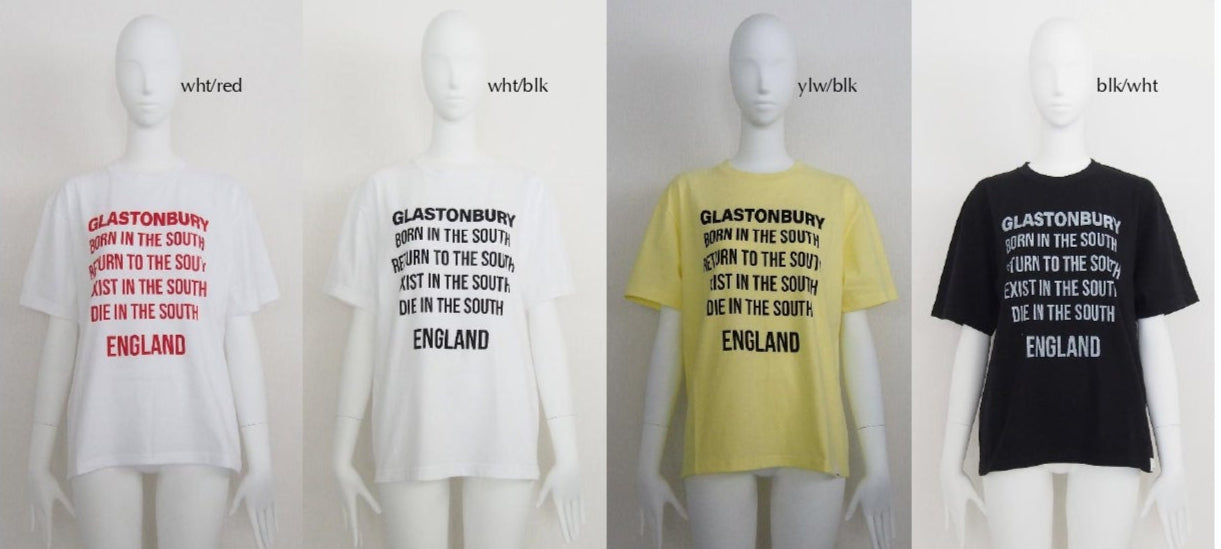 wht/red
GLASTONBURY
BORN IN THE SOUTH
RETURN TO THE SOUTH
EXIST IN THE SOUTH
DIE IN THE SOUTH
ENGLAND
wht/blk
GLASTONBURY
BORN IN THE SOUTH
RETURN TO THE SOUTH
EXIST IN THE SOUTH
DIE IN THE SOUTH
ENGLAND
ylw/blk
GLASTONBURY
BORN IN THE SOUTH
RETURN TO THE SOUTH
EXIST IN THE SOUTH
DIE IN THE SOUTH
ENGLAND
blk/wht
GLASTONBURY
BORN IN THE SOUTH
RETURN TO THE SOUTH
EXIST IN THE SOUTH
DIE IN THE SOUTH
ENGLAND